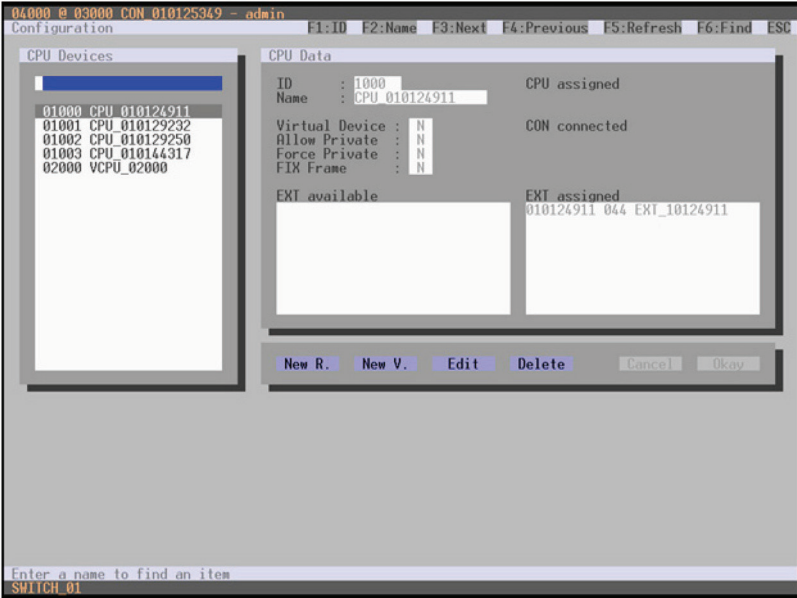 04000 @ 03000 CON_010125349 - admin
Configuration F1:ID F2:Name F3:Next F4:Previous F5:Refresh F6:Find ESC
CPU Devices
01000 CPU_010124911
01001 CPU_010129232
01002 CPU_010129250
01003 CPU_010144317
02000 VCPU_02000
CPU Data
ID : 1000 CPU assigned
Name : CPU_010124911
Virtual Device : N CON connected
Allow Private : N
Force Private : N
FIX Frame : N
EXT available EXT assigned
010124911 044 EXT_10124911
New R. New V. Edit Delete Cancel Okay
Enter a name to find an item
SWITCH_01